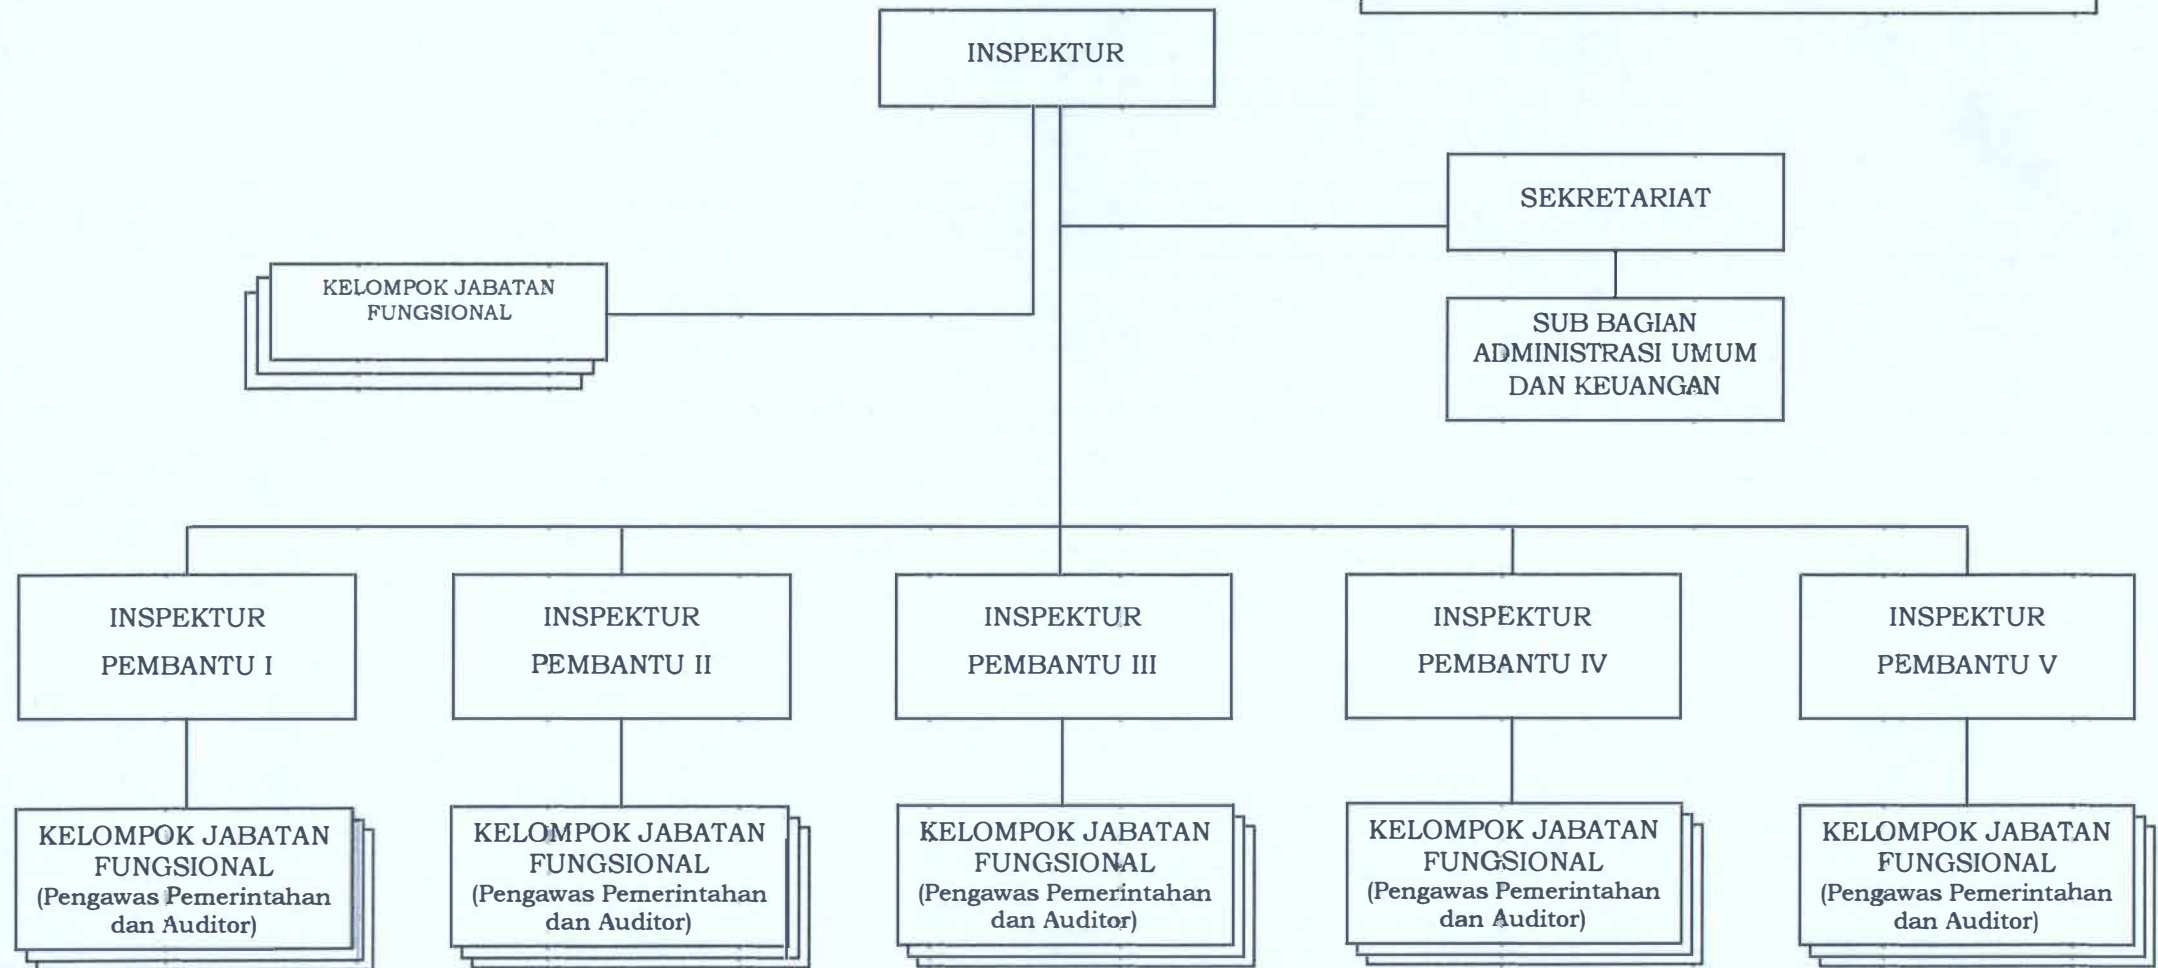 INSPEKTUR
SEKRETARIAT
KELOMPOK JABATAN
FUNGSIONAL
SUB BAGIAN
ADMINISTRASI UMUM
DAN KEUANGAN
INSPEKTUR
PEMBANTU I
INSPEKTUR
PEMBANTU II
INSPEKTUR
PEMBANTU III
INSPEKTUR
PEMBANTU IV
INSPEKTUR
PEMBANTU V
KELOMPOK JABATAN
FUNGSIONAL
(Pengawas Pemerintahan
dan Auditor)
KELOMPOK JABATAN
FUNGSIONAL
(Pengawas Pemerintahan
dan Auditor)
KELOMPOK JABATAN
FUNGSIONAL
(Pengawas Pemerintahan
dan Auditor)
KELOMPOK JABATAN
FUNGSIONAL
(Pengawas Pemerintahan
dan Auditor)
KELOMPOK JABATAN
FUNGSIONAL
(Pengawas Pemerintahan
dan Auditor)